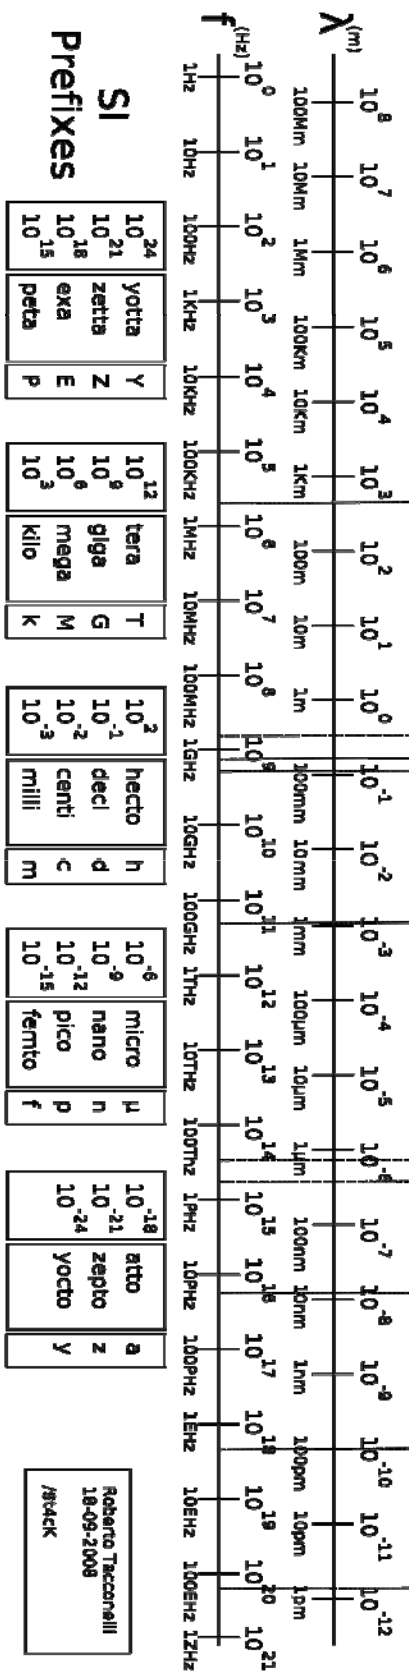 λ(m)
10^8 10^7 10^6 10^5 10^4 10^3 10^2 10^1 10^0 10^-1 10^-2 10^-3 10^-4 10^-5 10^-6 10^-7 10^-8 10^-9 10^-10 10^-11 10^-12
100Mm 10Mm 1Mm 100Km 10Km 1Km 100m 10m 1m 100mm 10mm 1mm 100µm 10µm 1µm 100nm 10nm 1nm 100pm 10pm 1pm
f(Hz)
10^0 10^1 10^2 10^3 10^4 10^5 10^6 10^7 10^8 10^9 10^10 10^11 10^12 10^13 10^14 10^15 10^16 10^17 10^18 10^19 10^20 10^21
1Hz 10Hz 100Hz 1KHz 10KHz 100KHz 1MHz 10MHz 100MHz 1GHz 10GHz 100GHz 1THz 10THz 100Thz 1PHz 10PHz 100PHz 1EHz 10EHz 100EHz 1ZHz
SI
Prefixes
10^24 yotta Y
10^21 zetta Z
10^18 exa E
10^15 peta P
10^12 tera T
10^9 giga G
10^6 mega M
10^3 kilo k
10^2 hecto h
10^-1 deci d
10^-2 centi c
10^-3 milli m
10^-6 micro µ
10^-9 nano n
10^-12 pico p
10^-15 femto f
10^-18 atto a
10^-21 zepto z
10^-24 yocto y
Roberto Tacconelli
18-09-2008
/St4cK